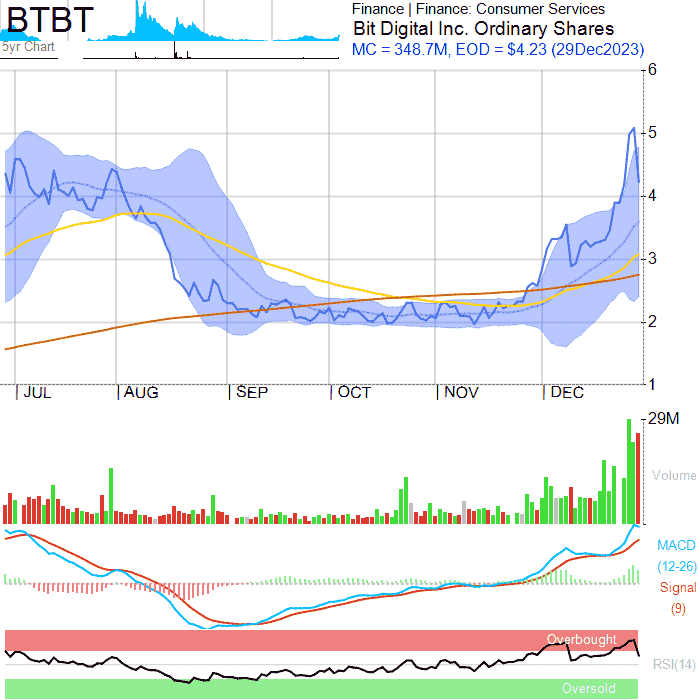 BTBT
5yr Chart
Finance | Finance: Consumer Services
Bit Digital Inc. Ordinary Shares
MC = 348.7M, EOD = $4.23 (29Dec2023)
6
5
4
3
2
1
JUL AUG SEP OCT NOV DEC
29M
Volume
MACD
(12-26)
Signal
(9)
Overbought
RSI(14)
Oversold